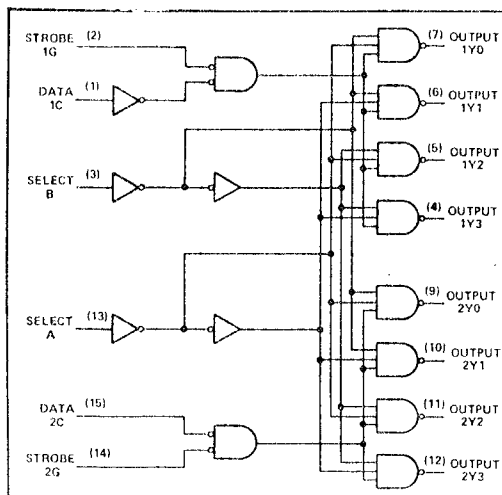 STROBE (2)
1G
DATA (1)
1C
SELECT (3)
B
SELECT (13)
A
DATA (15)
2C
STROBE (14)
2G
(7) OUTPUT
1Y0
(6) OUTPUT
1Y1
(5) OUTPUT
1Y2
(4) OUTPUT
1Y3
(9) OUTPUT
2Y0
(10) OUTPUT
2Y1
(11) OUTPUT
2Y2
(12) OUTPUT
2Y3